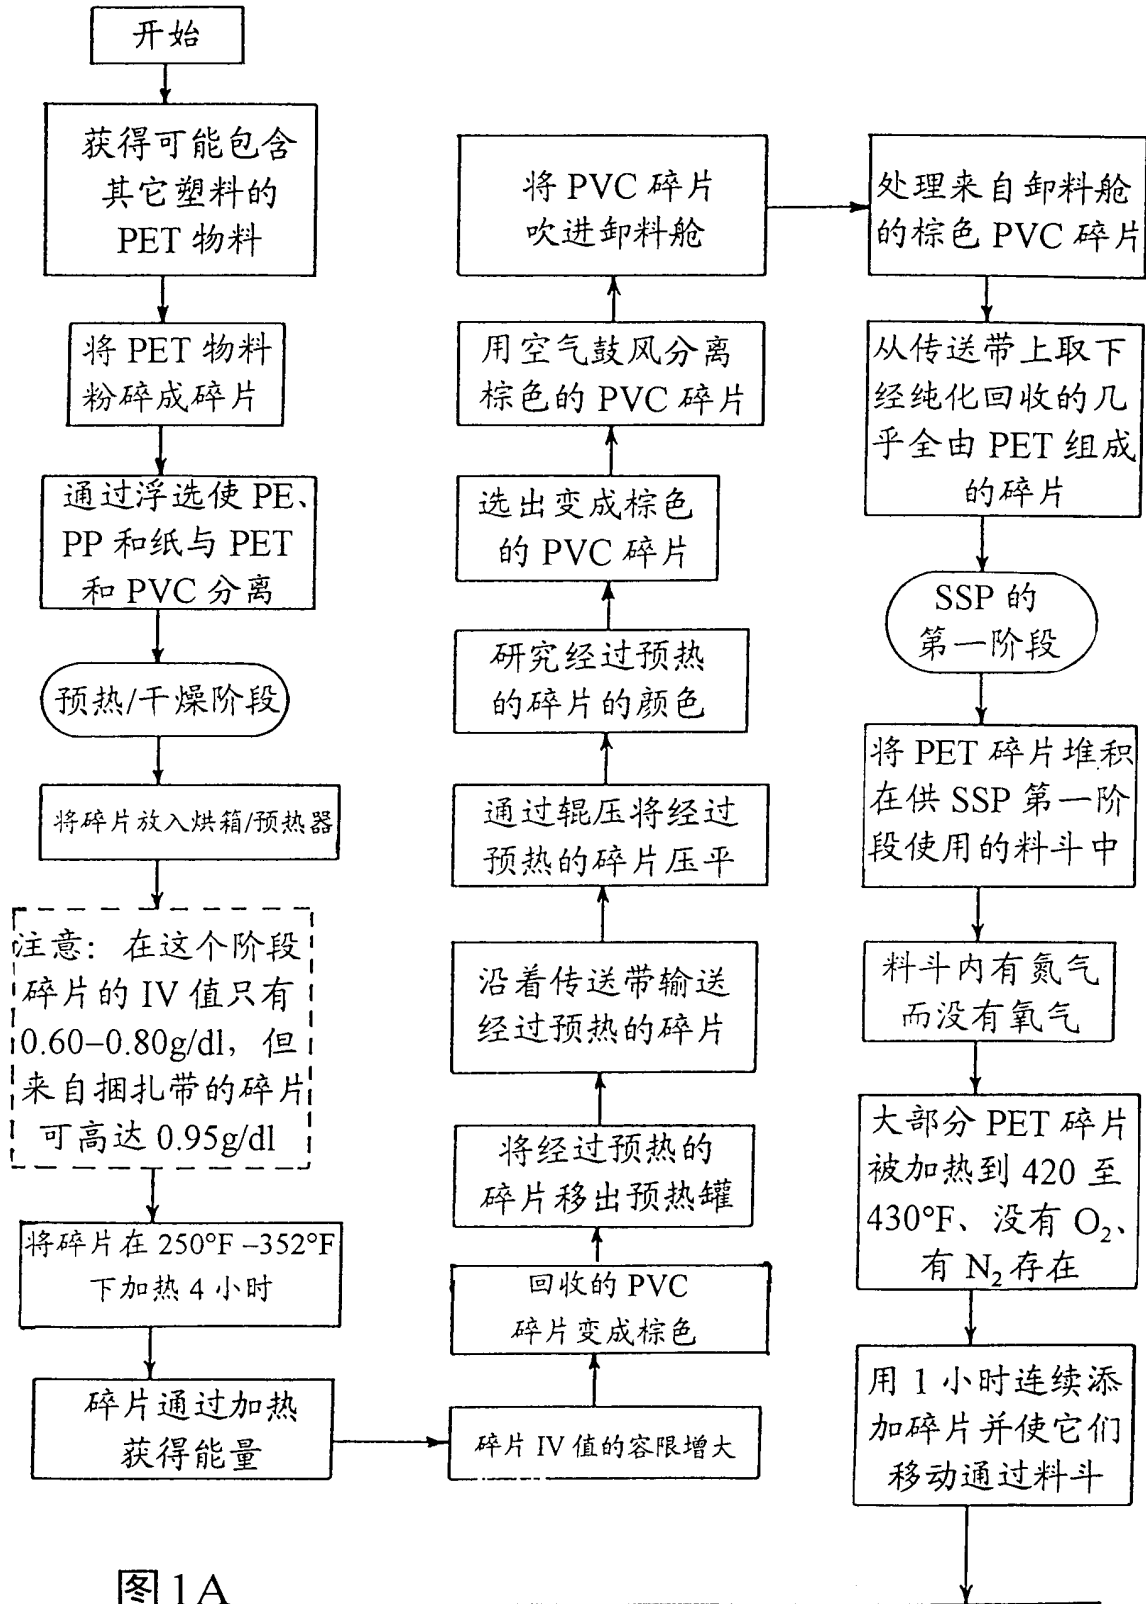 开始
获得可能包含
其它塑料的
PET 物料
将 PET 物料
粉碎成碎片
通过浮选使 PE、
PP 和纸与 PET
和 PVC 分离
预热/干燥阶段
将碎片放入烘箱/预热器
注意：在这个阶段
碎片的 IV 值只有
0.60–0.80g/dl，但
来自捆扎带的碎片
可高达 0.95g/dl
将碎片在 250°F –352°F
下加热 4 小时
碎片通过加热
获得能量
碎片 IV 值的容限增大
回收的 PVC
碎片变成棕色
将经过预热的
碎片移出预热罐
沿着传送带输送
经过预热的碎片
通过辊压将经过
预热的碎片压平
研究经过预热
的碎片的颜色
选出变成棕色
的 PVC 碎片
用空气鼓风分离
棕色的 PVC 碎片
将 PVC 碎片
吹进卸料舱
处理来自卸料舱
的棕色 PVC 碎片
从传送带上取下
经纯化回收的几
乎全由 PET 组成
的碎片
SSP 的
第一阶段
将 PET 碎片堆积
在供 SSP 第一阶
段使用的料斗中
料斗内有氮气
而没有氧气
大部分 PET 碎片
被加热到 420 至
430°F、没有 O₂、
有 N₂ 存在
用 1 小时连续添
加碎片并使它们
移动通过料斗
图 1A